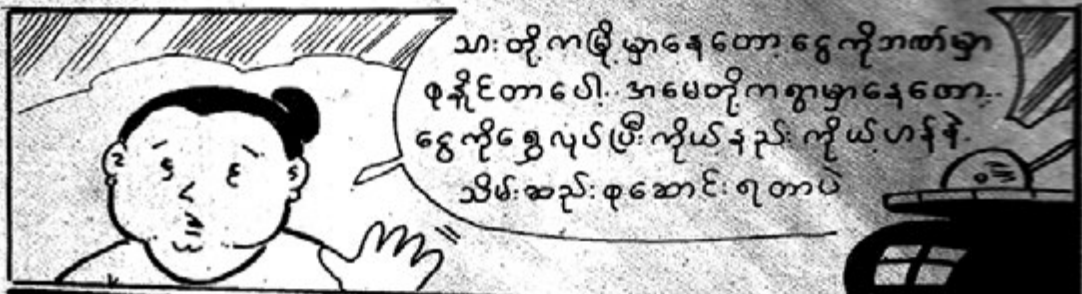 သားတို့ကမြို့မှာနေတော့ ငွေကိုဘဏ်မှာ
စုနိုင်တာပေါ့.. အမေတို့ကရွာမှာနေတော့..
ငွေကိုရွှေလုပ်ပြီး ကိုယ့်နည်း ကိုယ့်ဟန်နဲ့
သိမ်းဆည်းစုဆောင်းရတာပဲ